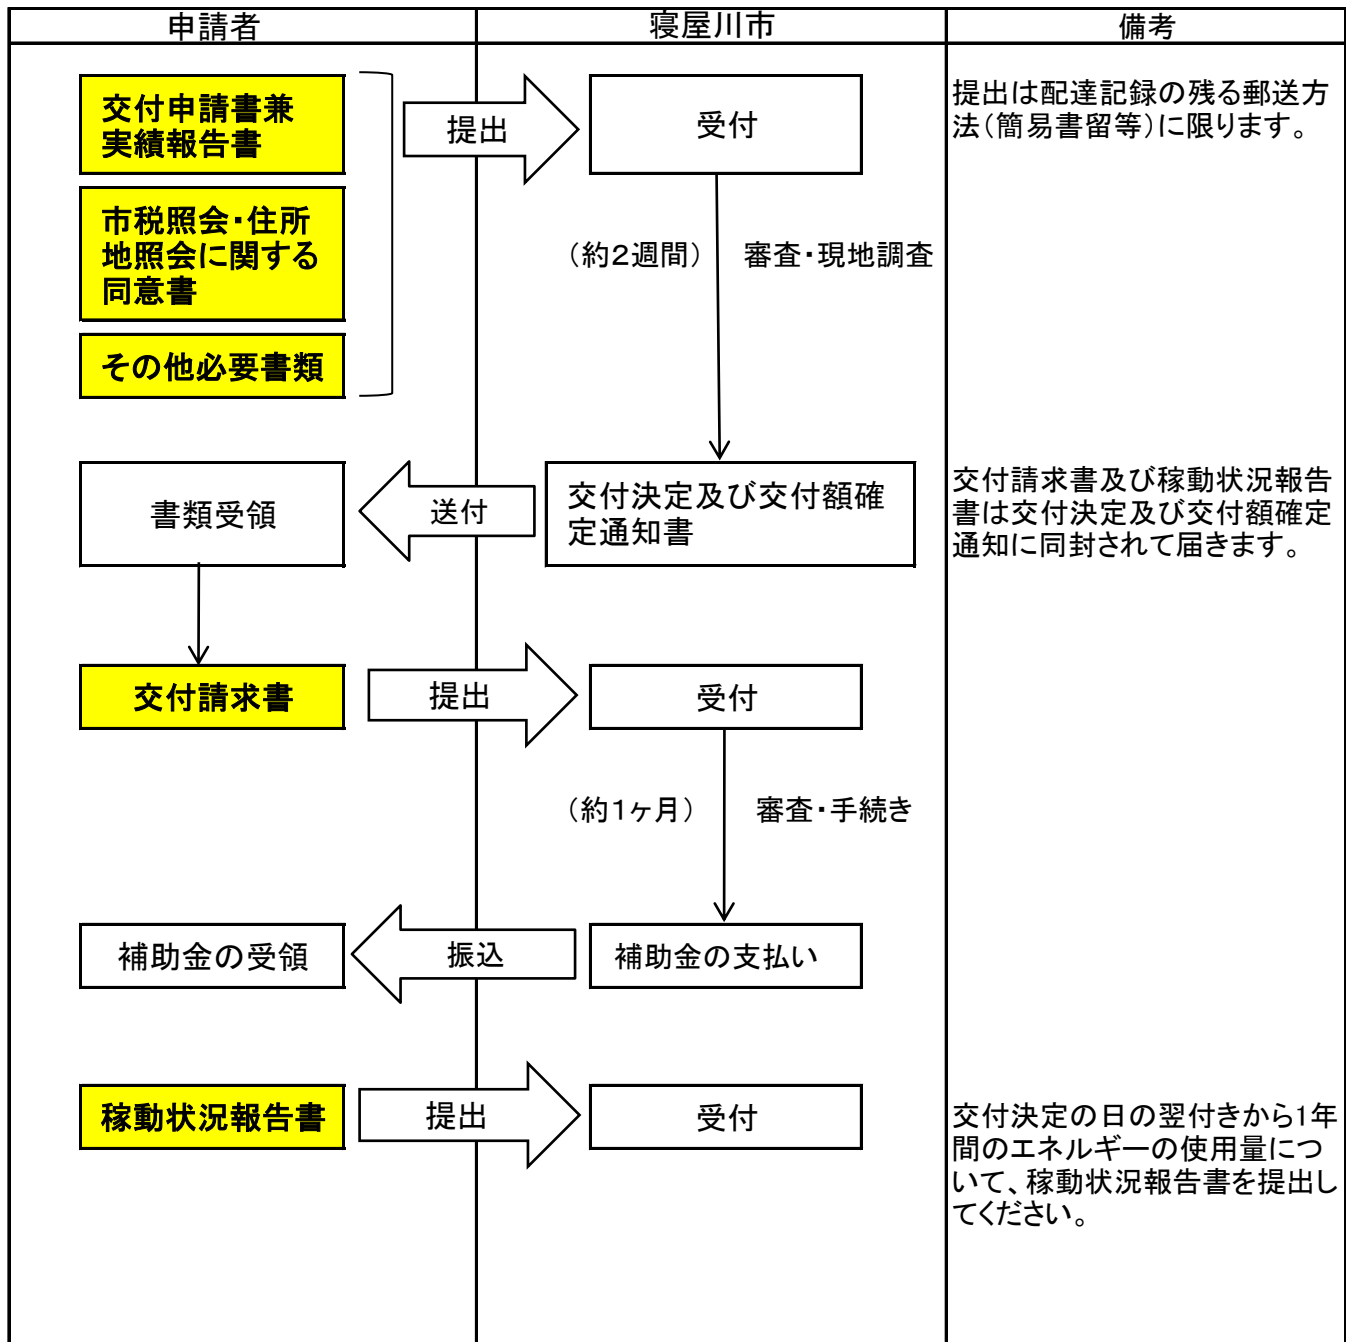 申請者
寝屋川市
備考
交付申請書兼
実績報告書
提出
受付
提出は配達記録の残る郵送方
法(簡易書留等)に限ります。
市税照会・住所
地照会に関する
同意書
(約2週間)
審査・現地調査
その他必要書類
書類受領
送付
交付決定及び交付額確
定通知書
交付請求書及び稼動状況報告
書は交付決定及び交付額確定
通知に同封されて届きます。
交付請求書
提出
受付
(約1ヶ月)
審査・手続き
補助金の受領
振込
補助金の支払い
稼動状況報告書
提出
受付
交付決定の日の翌付きから1年
間のエネルギーの使用量につ
いて、稼動状況報告書を提出し
てください。